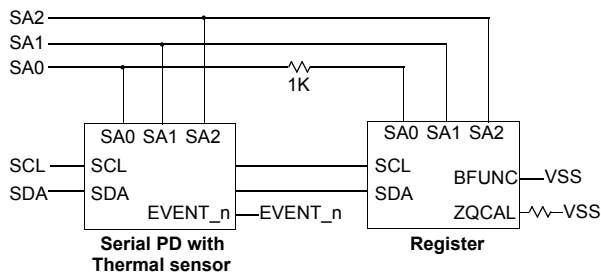 SA2
SA1
SA0
1K
SA0 SA1 SA2
SA0 SA1 SA2
SCL
SCL
SCL
BFUNC
VSS
SDA
SDA
SDA
EVENT_n
EVENT_n
ZQCAL
VSS
Serial PD with
Thermal sensor
Register